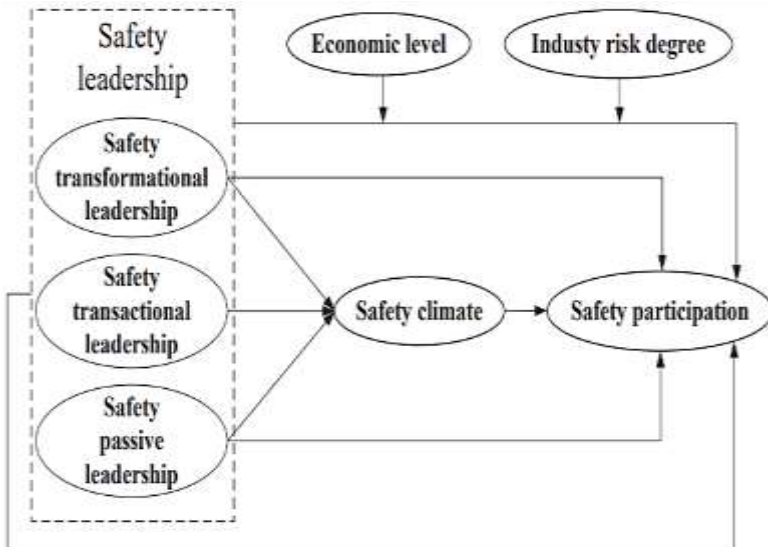 Safety
leadership
Economic level
Industy risk degree
Safety
transformational
leadership
Safety
transactional
leadership
Safety climate
Safety participation
Safety
passive
leadership